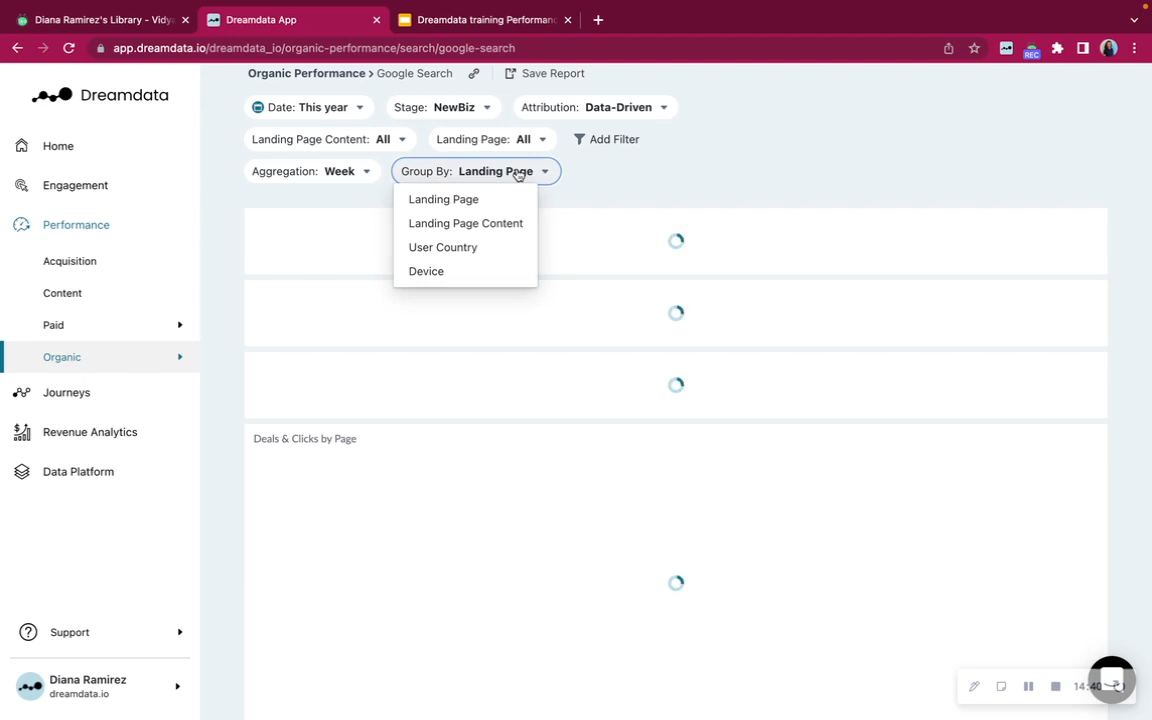 Diana Ramirez's Library - Vidy
Dreamdata App
Dreamdata training Performan
app.dreamdata.io/dreamdata_io/organic-performance/search/google-search
REC
Dreamdata
Home
Engagement
Performance
Acquisition
Content
Paid
Organic
Journeys
Revenue Analytics
Data Platform
Support
Diana Ramirez
dreamdata.io
Organic Performance > Google Search
Save Report
Date: This year
Stage: NewBiz
Attribution: Data-Driven
Landing Page Content: All
Landing Page: All
Add Filter
Aggregation: Week
Group By: Landing Page
Landing Page
Landing Page Content
User Country
Device
Deals & Clicks by Page
14:40